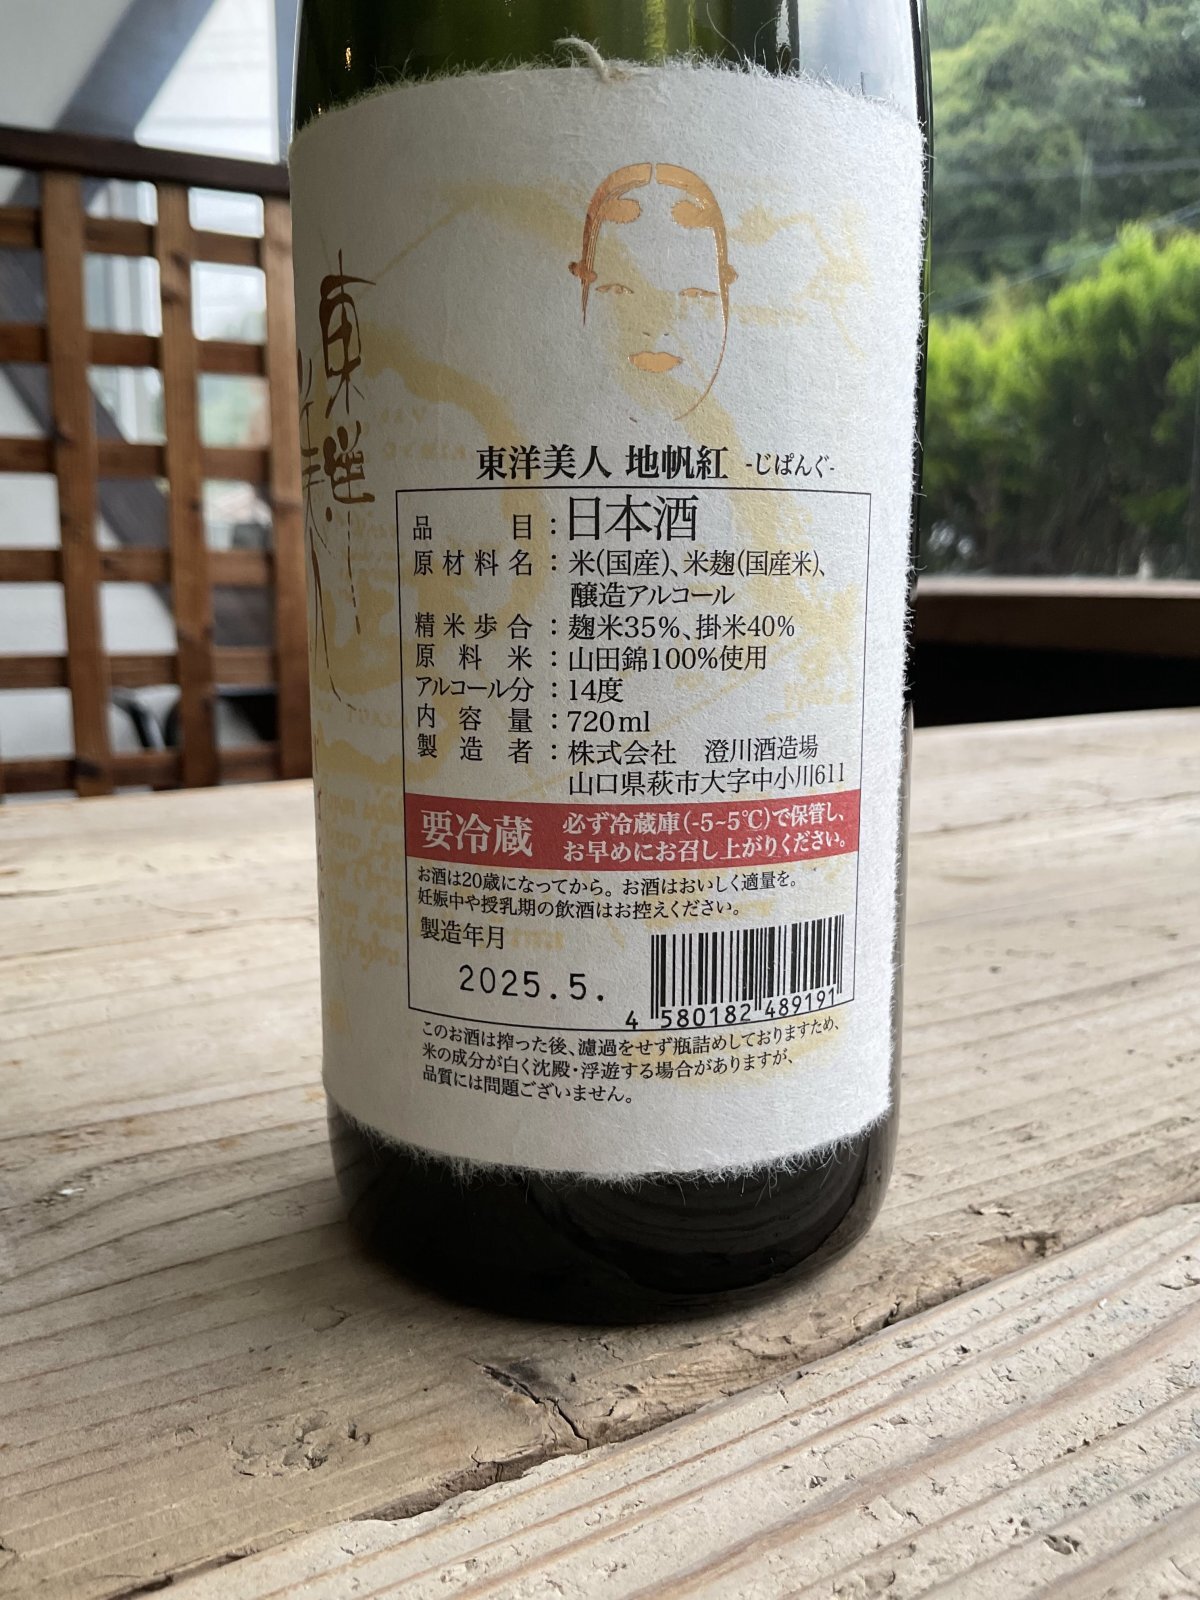 東洋美人
東洋美人 地帆紅 -じぱんぐ-
品目:日本酒
原材料名:米(国産)、米麹(国産米)、
醸造アルコール
精米歩合:麹米35%、掛米40%
原料米:山田錦100%使用
アルコール分:14度
内容量:720ml
製造者:株式会社 澄川酒造場
山口県萩市大字中小川611
要冷蔵 必ず冷蔵庫(-5~5℃)で保管し、
お早めにお召し上がりください。
お酒は20歳になってから。お酒はおいしく適量を。
妊娠中や授乳期の飲酒はお控えください。
製造年月
2025.5.
4 580182 489191
このお酒は搾った後、濾過をせず瓶詰めしておりますため、
米の成分が白く沈殿・浮遊する場合がありますが、
品質には問題ございません。